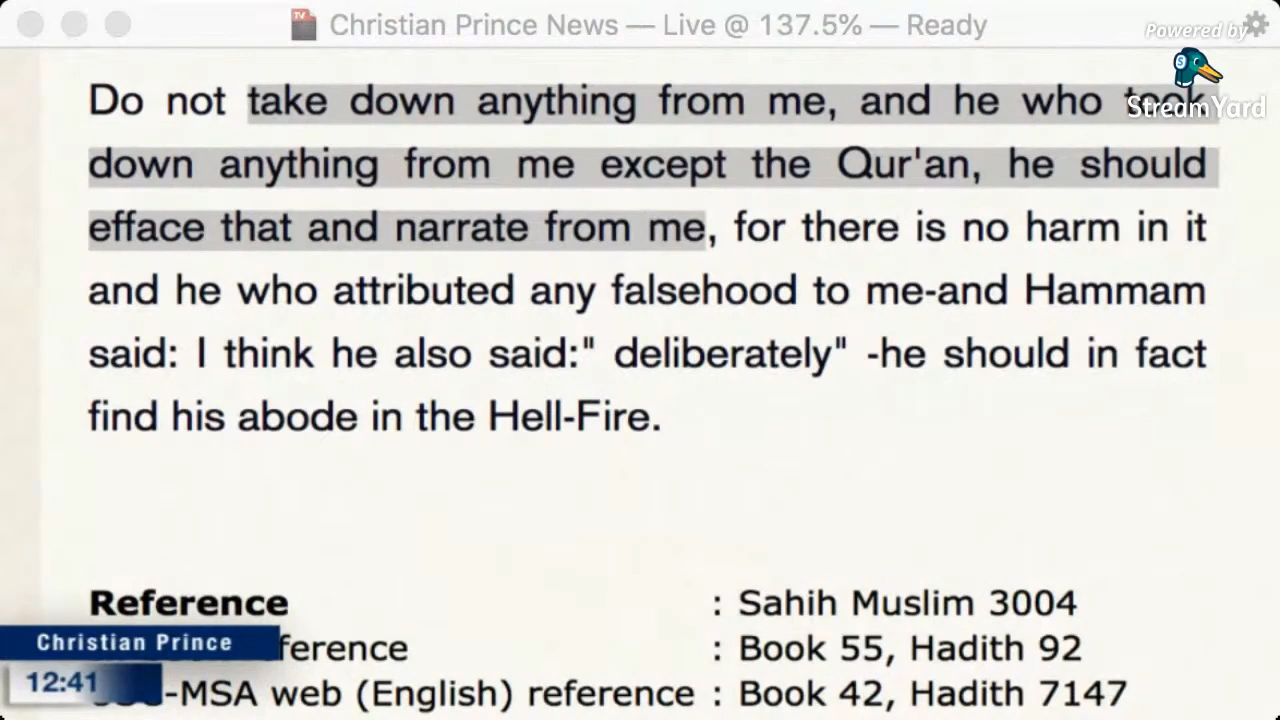 Christian Prince News — Live @ 137.5% — Ready
Powered by
StreamYard
Do not take down anything from me, and he who took
down anything from me except the Qur'an, he should
efface that and narrate from me, for there is no harm in it
and he who attributed any falsehood to me-and Hammam
said: I think he also said:" deliberately" -he should in fact
find his abode in the Hell-Fire.
Reference : Sahih Muslim 3004
Christian Prince
: Book 55, Hadith 92
12:41
-MSA web (English) reference : Book 42, Hadith 7147